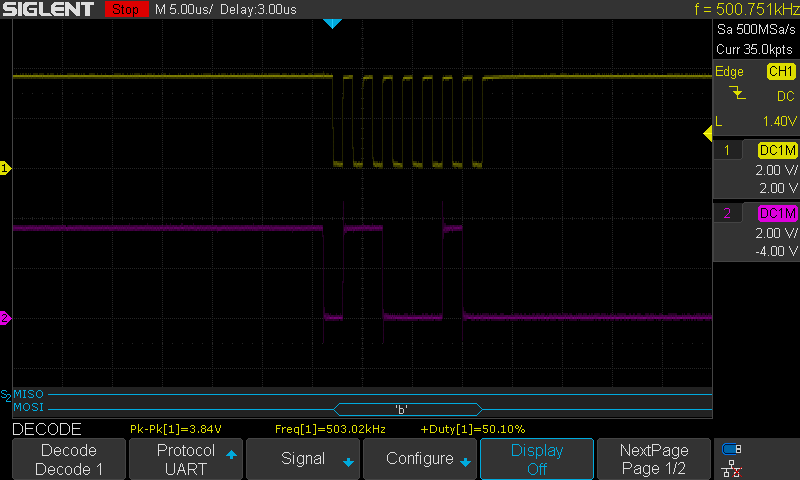 SIGLENT Stop M 5.00us/ Delay:3.00us f = 500.751kHz
Sa 500MSa/s
Curr 35.0kpts
Edge CH1
DC
L 1.40V
1 DC1M
2.00 V/
2.00 V
2 DC1M
2.00 V/
-4.00 V
1
2
S2 MISO
MOSI 'b'
DECODE Pk-Pk[1]=3.84V Freq[1]=503.02kHz +Duty[1]=50.10%
Decode
Decode 1
Protocol
UART
Signal
Configure
Display
Off
NextPage
Page 1/2